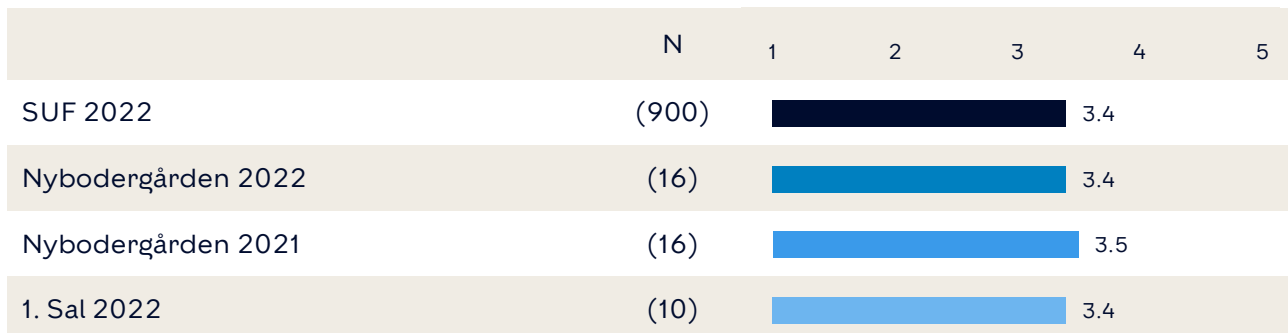 N 1 2 3 4 5
SUF 2022 (900) 3.4
Nybodergården 2022 (16) 3.4
Nybodergården 2021 (16) 3.5
1. Sal 2022 (10) 3.4